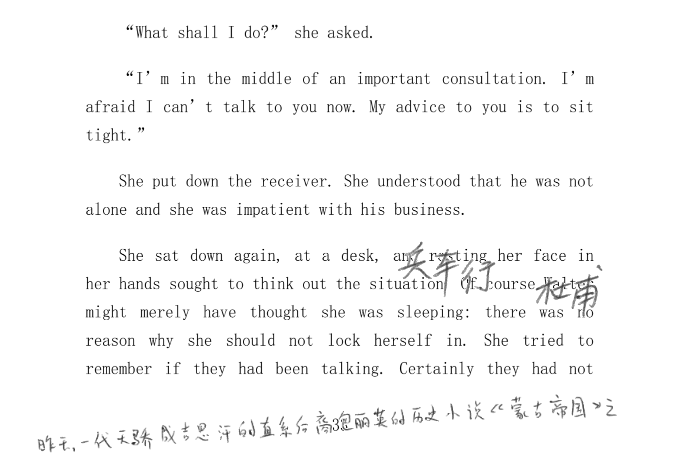 “What shall I do?” she asked.
“I’m in the middle of an important consultation. I’m
afraid I can’t talk to you now. My advice to you is to sit
tight.”
She put down the receiver. She understood that he was not
alone and she was impatient with his business.
She sat down again, at a desk, and resting her face in
her hands sought to think out the situation. Of course Walter
might merely have thought she was sleeping: there was no
reason why she should not lock herself in. She tried to
remember if they had been talking. Certainly they had not
兵车行
杜甫
昨天,一代天骄成吉思汗的直系后裔包丽英的历史小说《蒙古帝国》之